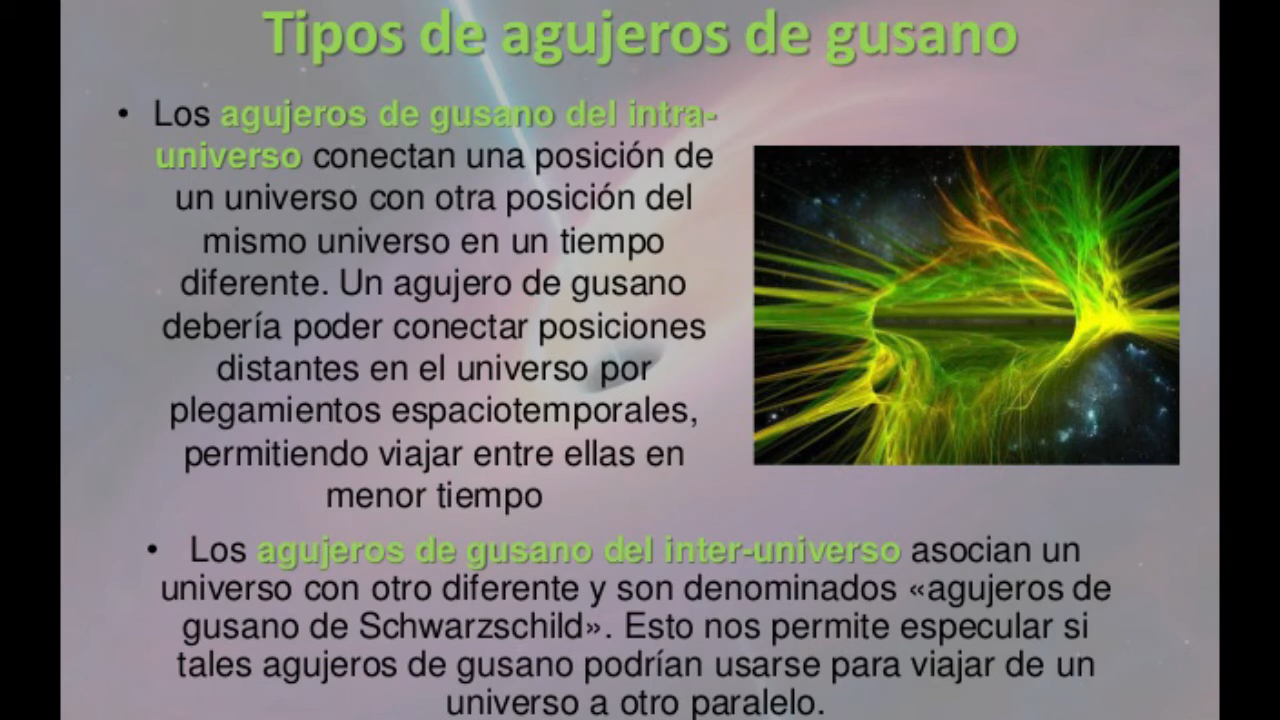 Tipos de agujeros de gusano
• Los agujeros de gusano del intra-
universo conectan una posición de
un universo con otra posición del
mismo universo en un tiempo
diferente. Un agujero de gusano
debería poder conectar posiciones
distantes en el universo por
plegamientos espaciotemporales,
permitiendo viajar entre ellas en
menor tiempo
• Los agujeros de gusano del inter-universo asocian un
universo con otro diferente y son denominados «agujeros de
gusano de Schwarzschild». Esto nos permite especular si
tales agujeros de gusano podrían usarse para viajar de un
universo a otro paralelo.